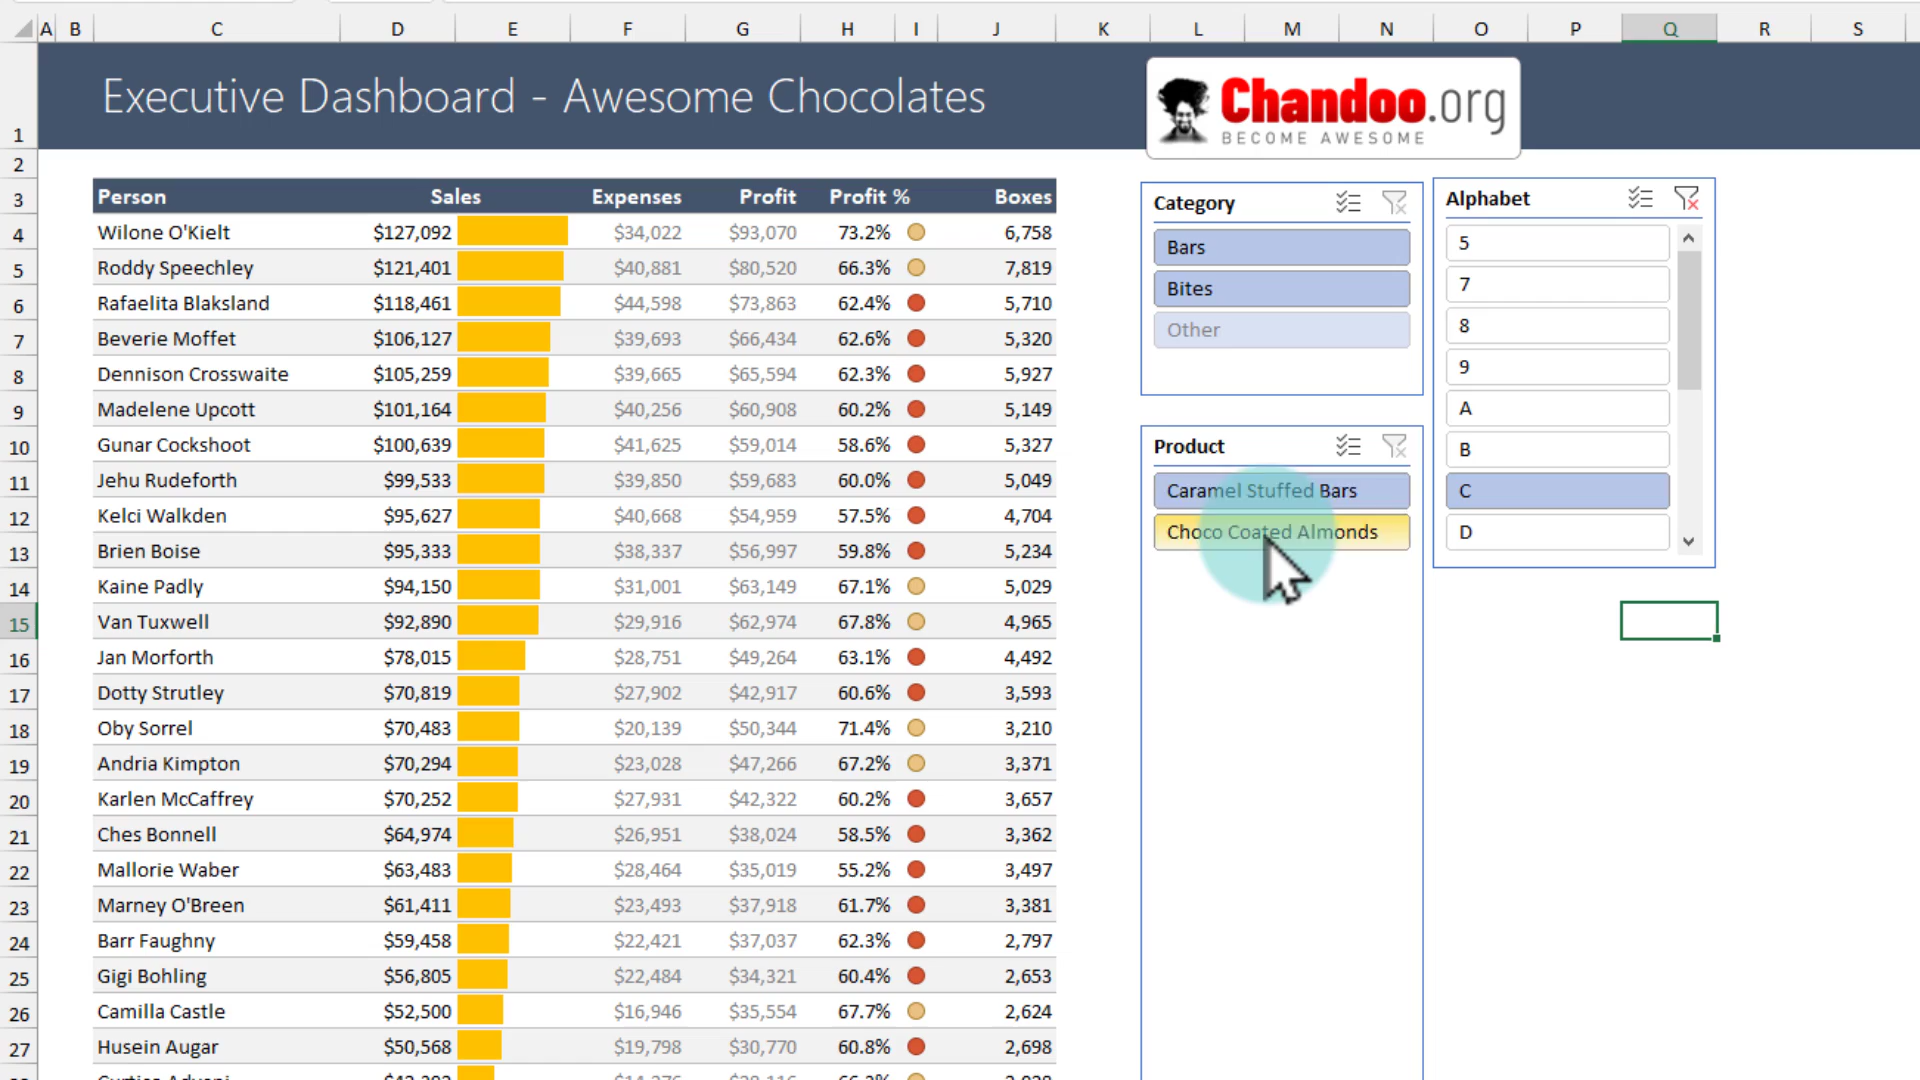 A B C D E F G H I J K L M N O P Q R S
1 Executive Dashboard - Awesome Chocolates
Chandoo.org
BECOME AWESOME
2
3 Person Sales Expenses Profit Profit % Boxes
4 Wilone O'Kielt $127,092 $34,022 $93,070 73.2% 6,758
5 Roddy Speechley $121,401 $40,881 $80,520 66.3% 7,819
6 Rafaelita Blaksland $118,461 $44,598 $73,863 62.4% 5,710
7 Beverie Moffet $106,127 $39,693 $66,434 62.6% 5,320
8 Dennison Crosswaite $105,259 $39,665 $65,594 62.3% 5,927
9 Madelene Upcott $101,164 $40,256 $60,908 60.2% 5,149
10 Gunar Cockshoot $100,639 $41,625 $59,014 58.6% 5,327
11 Jehu Rudeforth $99,533 $39,850 $59,683 60.0% 5,049
12 Kelci Walkden $95,627 $40,668 $54,959 57.5% 4,704
13 Brien Boise $95,333 $38,337 $56,997 59.8% 5,234
14 Kaine Padly $94,150 $31,001 $63,149 67.1% 5,029
15 Van Tuxwell $92,890 $29,916 $62,974 67.8% 4,965
16 Jan Morforth $78,015 $28,751 $49,264 63.1% 4,492
17 Dotty Strutley $70,819 $27,902 $42,917 60.6% 3,593
18 Oby Sorrel $70,483 $20,139 $50,344 71.4% 3,210
19 Andria Kimpton $70,294 $23,028 $47,266 67.2% 3,371
20 Karlen McCaffrey $70,252 $27,931 $42,322 60.2% 3,657
21 Ches Bonnell $64,974 $26,951 $38,024 58.5% 3,362
22 Mallorie Waber $63,483 $28,464 $35,019 55.2% 3,497
23 Marney O'Breen $61,411 $23,493 $37,918 61.7% 3,381
24 Barr Faughny $59,458 $22,421 $37,037 62.3% 2,797
25 Gigi Bohling $56,805 $22,484 $34,321 60.4% 2,653
26 Camilla Castle $52,500 $16,946 $35,554 67.7% 2,624
27 Husein Augar $50,568 $19,798 $30,770 60.8% 2,698
Category
Bars
Bites
Other
Product
Caramel Stuffed Bars
Choco Coated Almonds
Alphabet
5
7
8
9
A
B
C
D